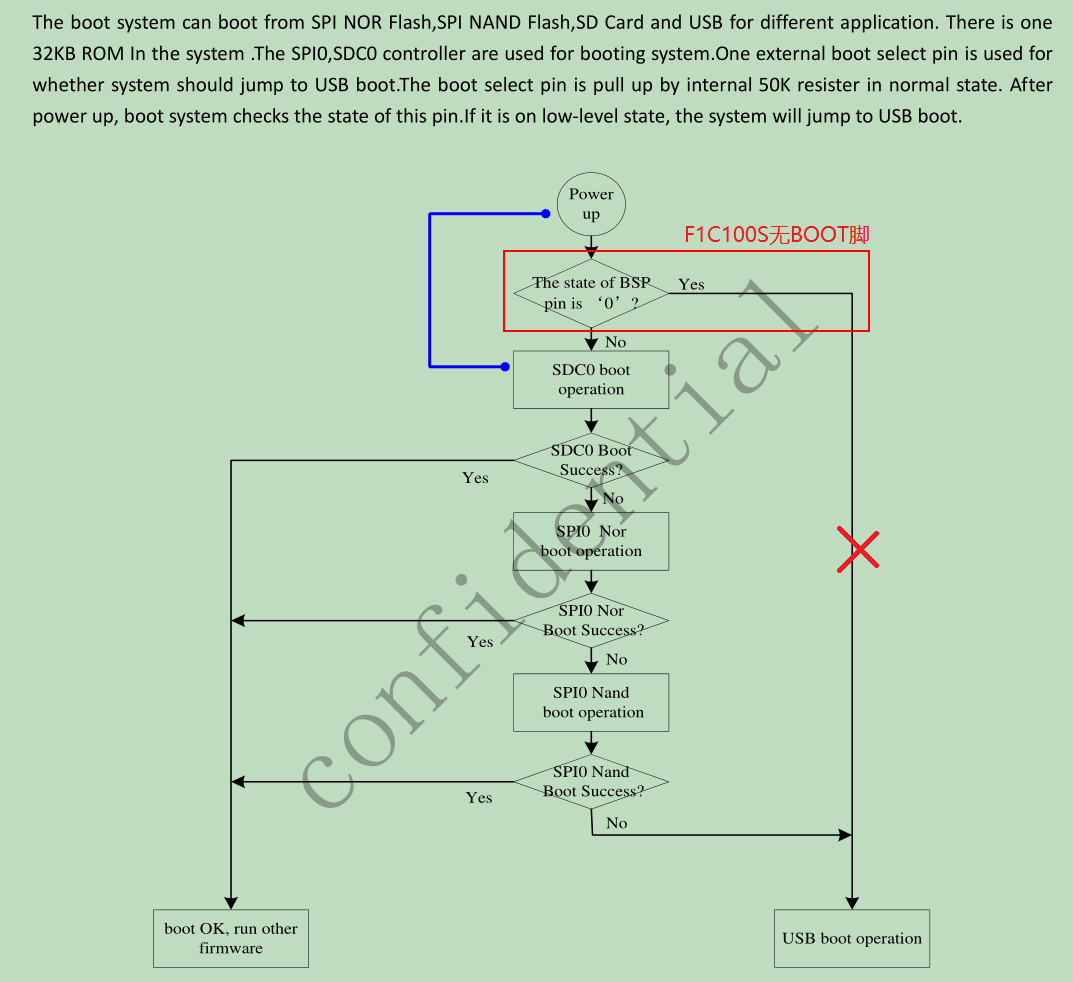 The boot system can boot from SPI NOR Flash,SPI NAND Flash,SD Card and USB for different application. There is one
32KB ROM In the system .The SPI0,SDC0 controller are used for booting system.One external boot select pin is used for
whether system should jump to USB boot.The boot select pin is pull up by internal 50K resister in normal state. After
power up, boot system checks the state of this pin.If it is on low-level state, the system will jump to USB boot.
Power
up
F1C100S无BOOT脚
The state of BSP
pin is ‘0’ ?
Yes
No
SDC0 boot
operation
SDC0 Boot
Success?
Yes
No
SPI0 Nor
boot operation
SPI0 Nor
Boot Success?
Yes
No
SPI0 Nand
boot operation
SPI0 Nand
Boot Success?
Yes
No
boot OK, run other
firmware
USB boot operation
confidential